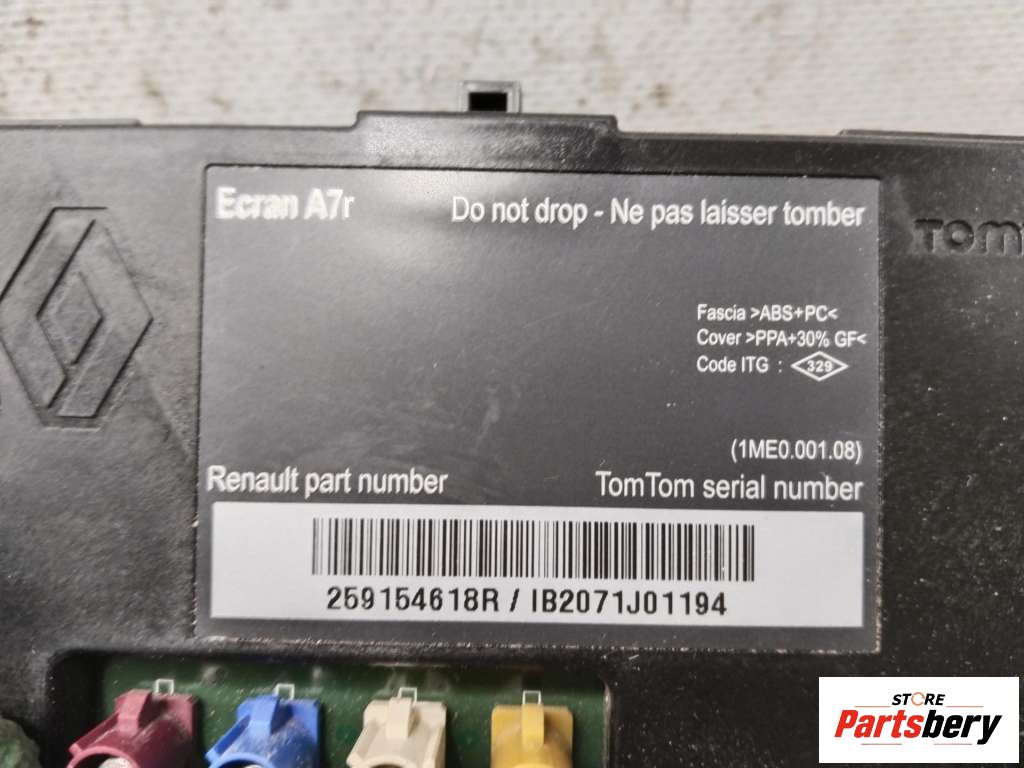 Ecran A7r
Do not drop - Ne pas laisser tomber
TOMT
Fascia >ABS+PC<
Cover >PPA+30% GF<
Code ITG : 329
(1ME0.001.08)
Renault part number
TomTom serial number
259154618R / IB2071J01194
STORE
Partsbery